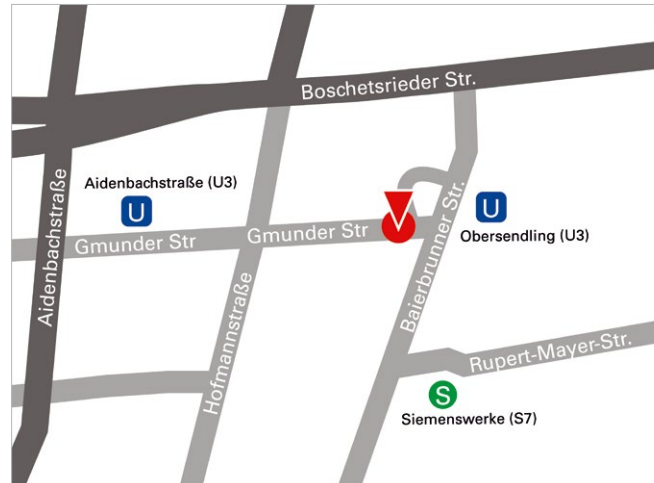 Boschetsrieder Str.
Aidenbachstraße (U3)
U
Aidenbachstraße
Gmunder Str
Gmunder Str
Hofmannstraße
Baierbrunner Str.
U
Obersendling (U3)
Rupert-Mayer-Str.
S
Siemenswerke (S7)